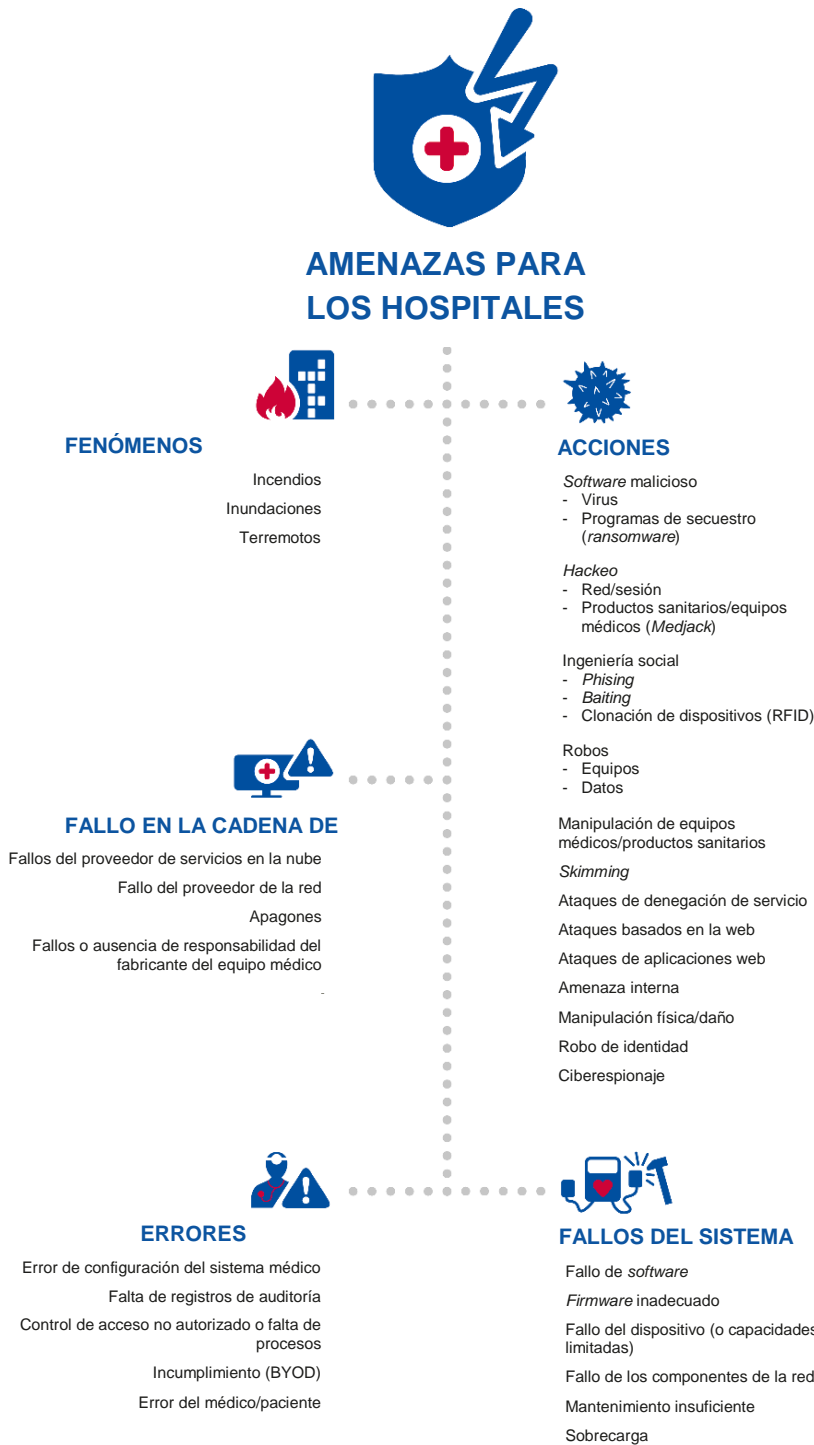 AMENAZAS PARA
LOS HOSPITALES
FENÓMENOS
Incendios
Inundaciones
Terremotos
ACCIONES
Software malicioso
- Virus
- Programas de secuestro
(ransomware)
Hackeo
- Red/sesión
- Productos sanitarios/equipos
médicos (Medjack)
Ingeniería social
- Phising
- Baiting
- Clonación de dispositivos (RFID)
Robos
- Equipos
- Datos
Manipulación de equipos
médicos/productos sanitarios
Skimming
Ataques de denegación de servicio
Ataques basados en la web
Ataques de aplicaciones web
Amenaza interna
Manipulación física/daño
Robo de identidad
Ciberespionaje
FALLO EN LA CADENA DE
Fallos del proveedor de servicios en la nube
Fallo del proveedor de la red
Apagones
Fallos o ausencia de responsabilidad del
fabricante del equipo médico
-
ERRORES
Error de configuración del sistema médico
Falta de registros de auditoría
Control de acceso no autorizado o falta de
procesos
Incumplimiento (BYOD)
Error del médico/paciente
FALLOS DEL SISTEMA
Fallo de software
Firmware inadecuado
Fallo del dispositivo (o capacidades
limitadas)
Fallo de los componentes de la red
Mantenimiento insuficiente
Sobrecarga